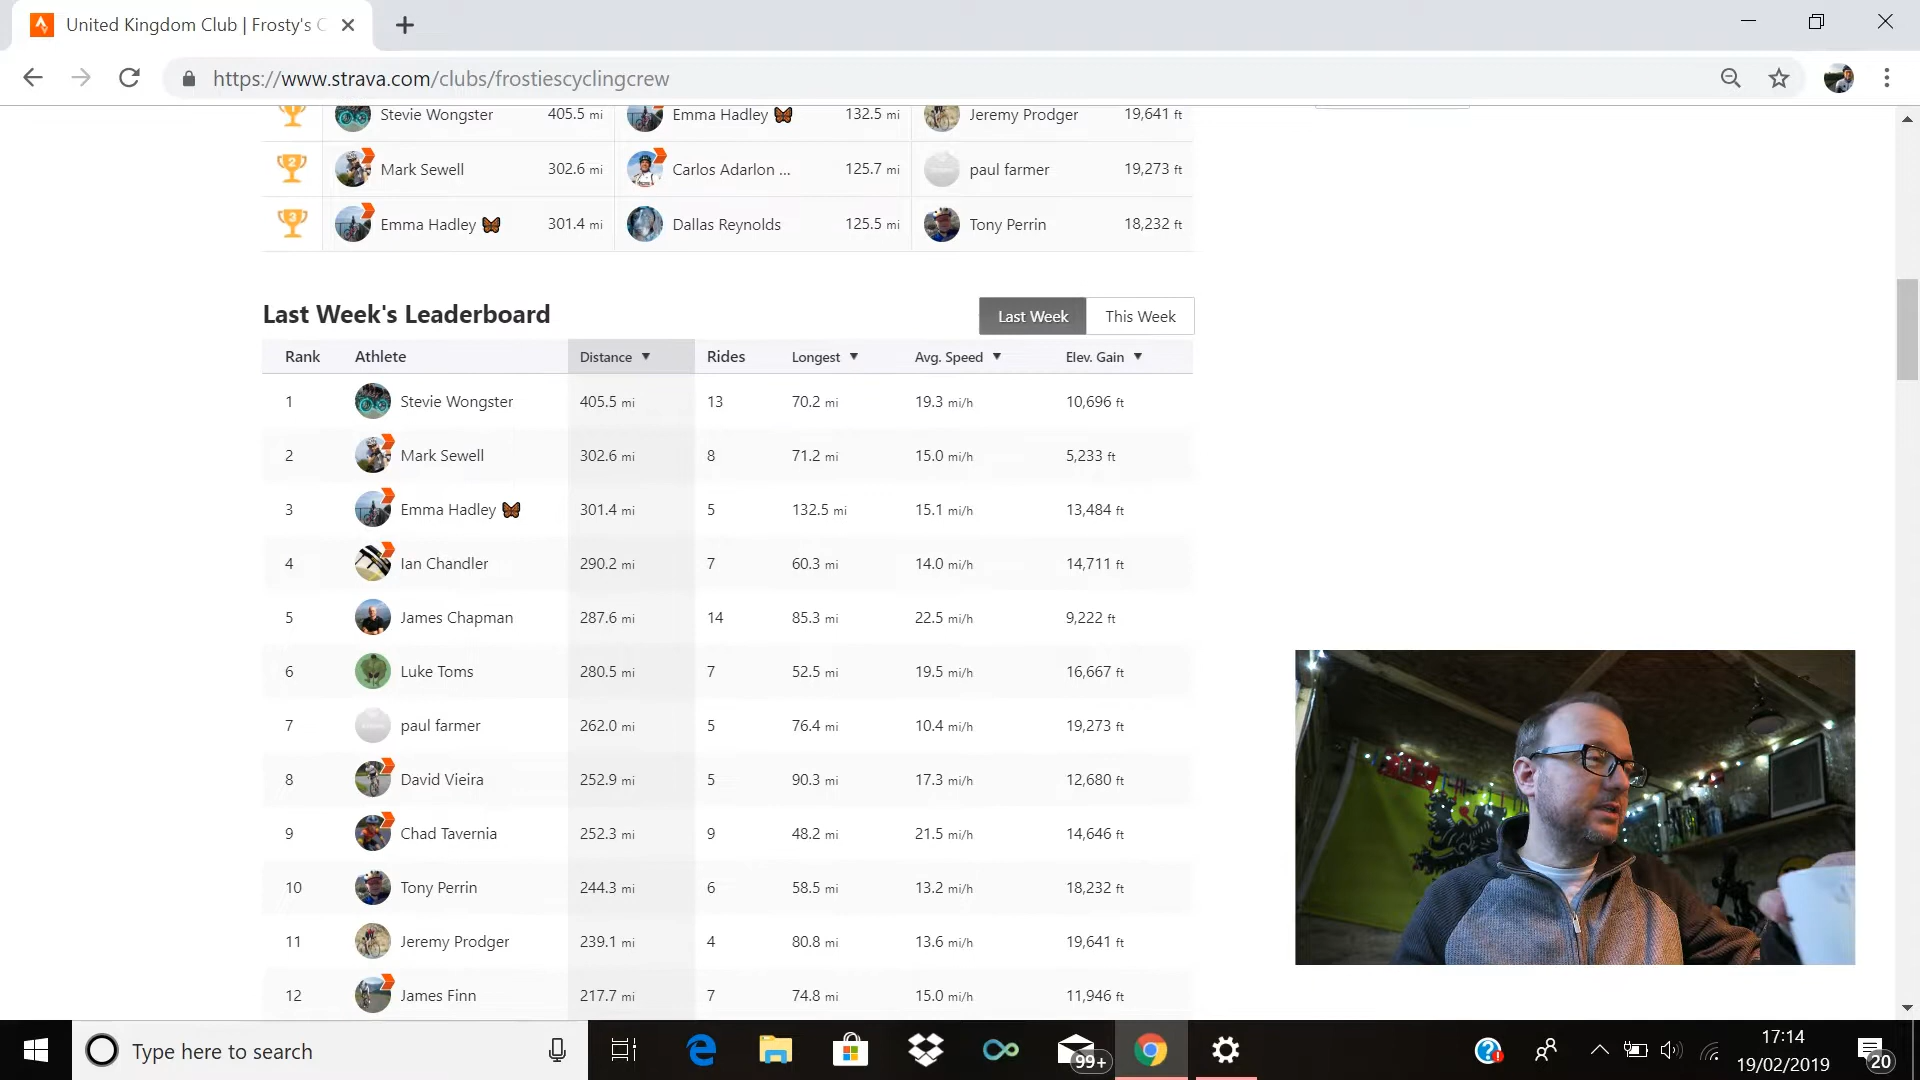 United Kingdom Club | Frosty's C
https://www.strava.com/clubs/frostiescyclingcrew
Stevie Wongster 405.5 mi Emma Hadley 132.5 mi Jeremy Prodger 19,641 ft
2 Mark Sewell 302.6 mi Carlos Adarlon ... 125.7 mi paul farmer 19,273 ft
3 Emma Hadley 301.4 mi Dallas Reynolds 125.5 mi Tony Perrin 18,232 ft
Last Week's Leaderboard Last Week This Week
Rank Athlete Distance Rides Longest Avg. Speed Elev. Gain
1 Stevie Wongster 405.5 mi 13 70.2 mi 19.3 mi/h 10,696 ft
2 Mark Sewell 302.6 mi 8 71.2 mi 15.0 mi/h 5,233 ft
3 Emma Hadley 301.4 mi 5 132.5 mi 15.1 mi/h 13,484 ft
4 Ian Chandler 290.2 mi 7 60.3 mi 14.0 mi/h 14,711 ft
5 James Chapman 287.6 mi 14 85.3 mi 22.5 mi/h 9,222 ft
6 Luke Toms 280.5 mi 7 52.5 mi 19.5 mi/h 16,667 ft
7 paul farmer 262.0 mi 5 76.4 mi 10.4 mi/h 19,273 ft
8 David Vieira 252.9 mi 5 90.3 mi 17.3 mi/h 12,680 ft
9 Chad Tavernia 252.3 mi 9 48.2 mi 21.5 mi/h 14,646 ft
10 Tony Perrin 244.3 mi 6 58.5 mi 13.2 mi/h 18,232 ft
11 Jeremy Prodger 239.1 mi 4 80.8 mi 13.6 mi/h 19,641 ft
12 James Finn 217.7 mi 7 74.8 mi 15.0 mi/h 11,946 ft
Type here to search 99+ 17:14
19/02/2019 20